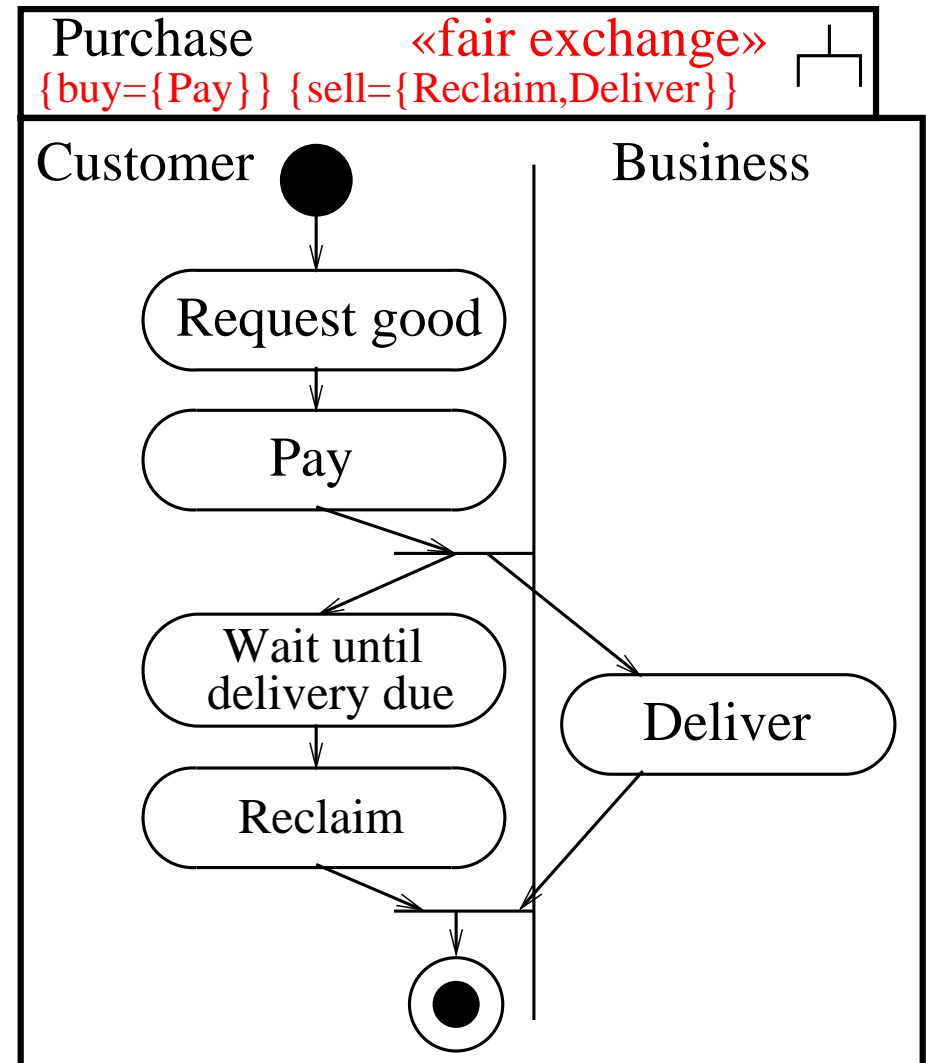 Purchase «fair exchange»
{buy={Pay}} {sell={Reclaim,Deliver}}
Customer Business
Request good
Pay
Wait until
delivery due
Deliver
Reclaim